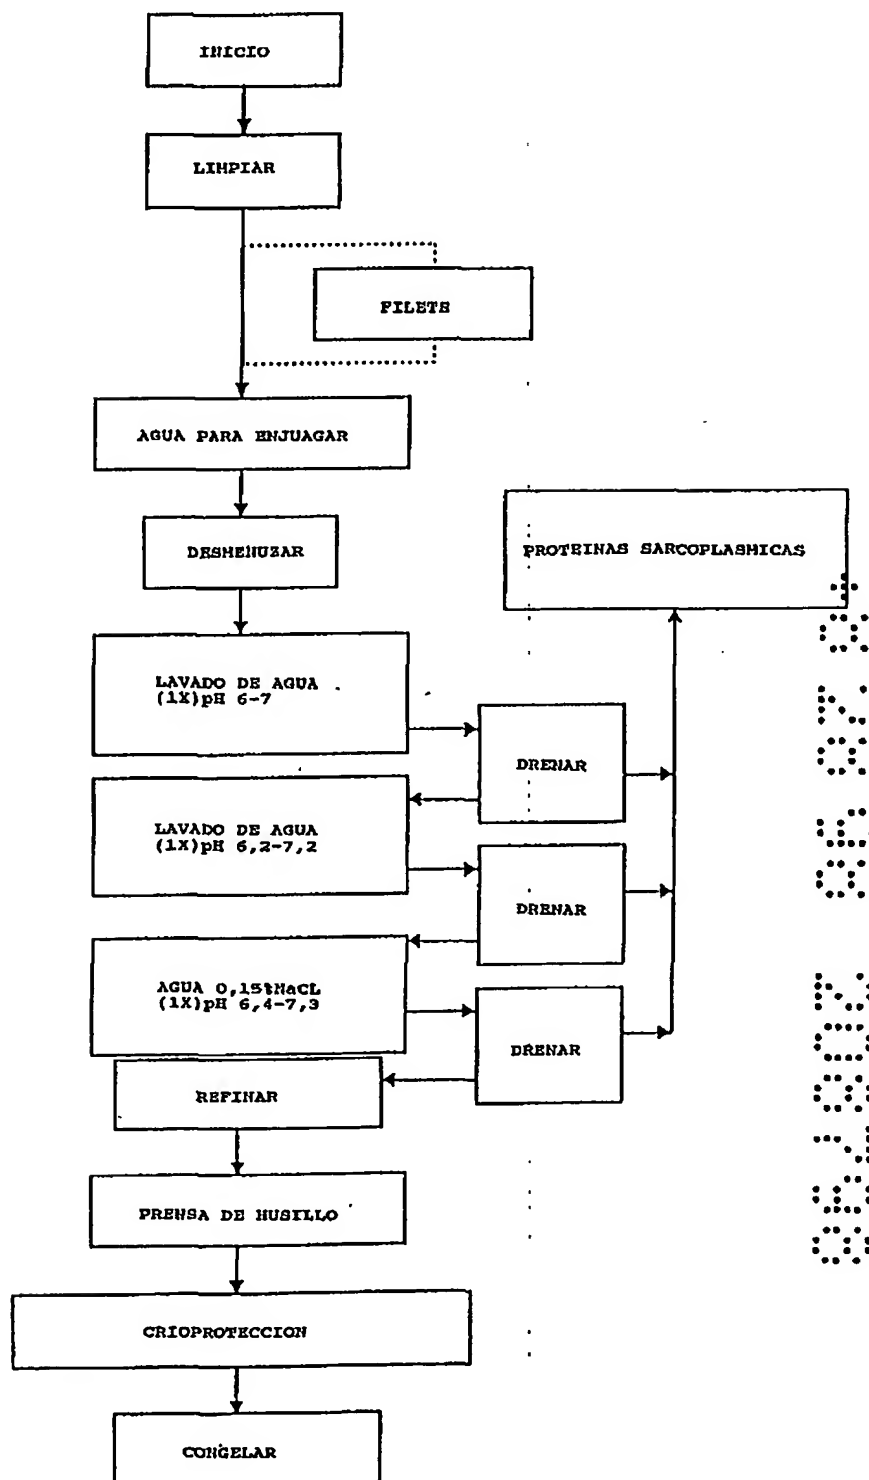 INICIO
LIMPIAR
FILETS
AGUA PARA ENJUAGAR
DESMENUZAR
PROTEINAS SARCOPLASMICAS
LAVADO DE AGUA
(1X)pH 6-7
DRENAR
LAVADO DE AGUA
(1X)pH 6,2-7,2
DRENAR
AGUA 0,15%NaCL
(1X)pH 6,4-7,3
DRENAR
REFINAR
PRENSA DE HUSILLO
CRIOPROTECCION
CONGELAR